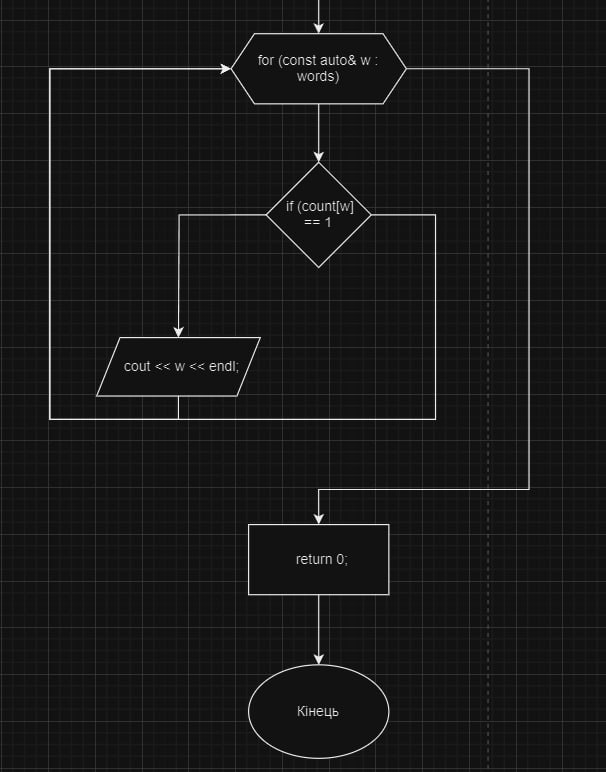 for (const auto& w :
words)
if (count[w]
== 1
cout << w << endl;
return 0;
Кінець